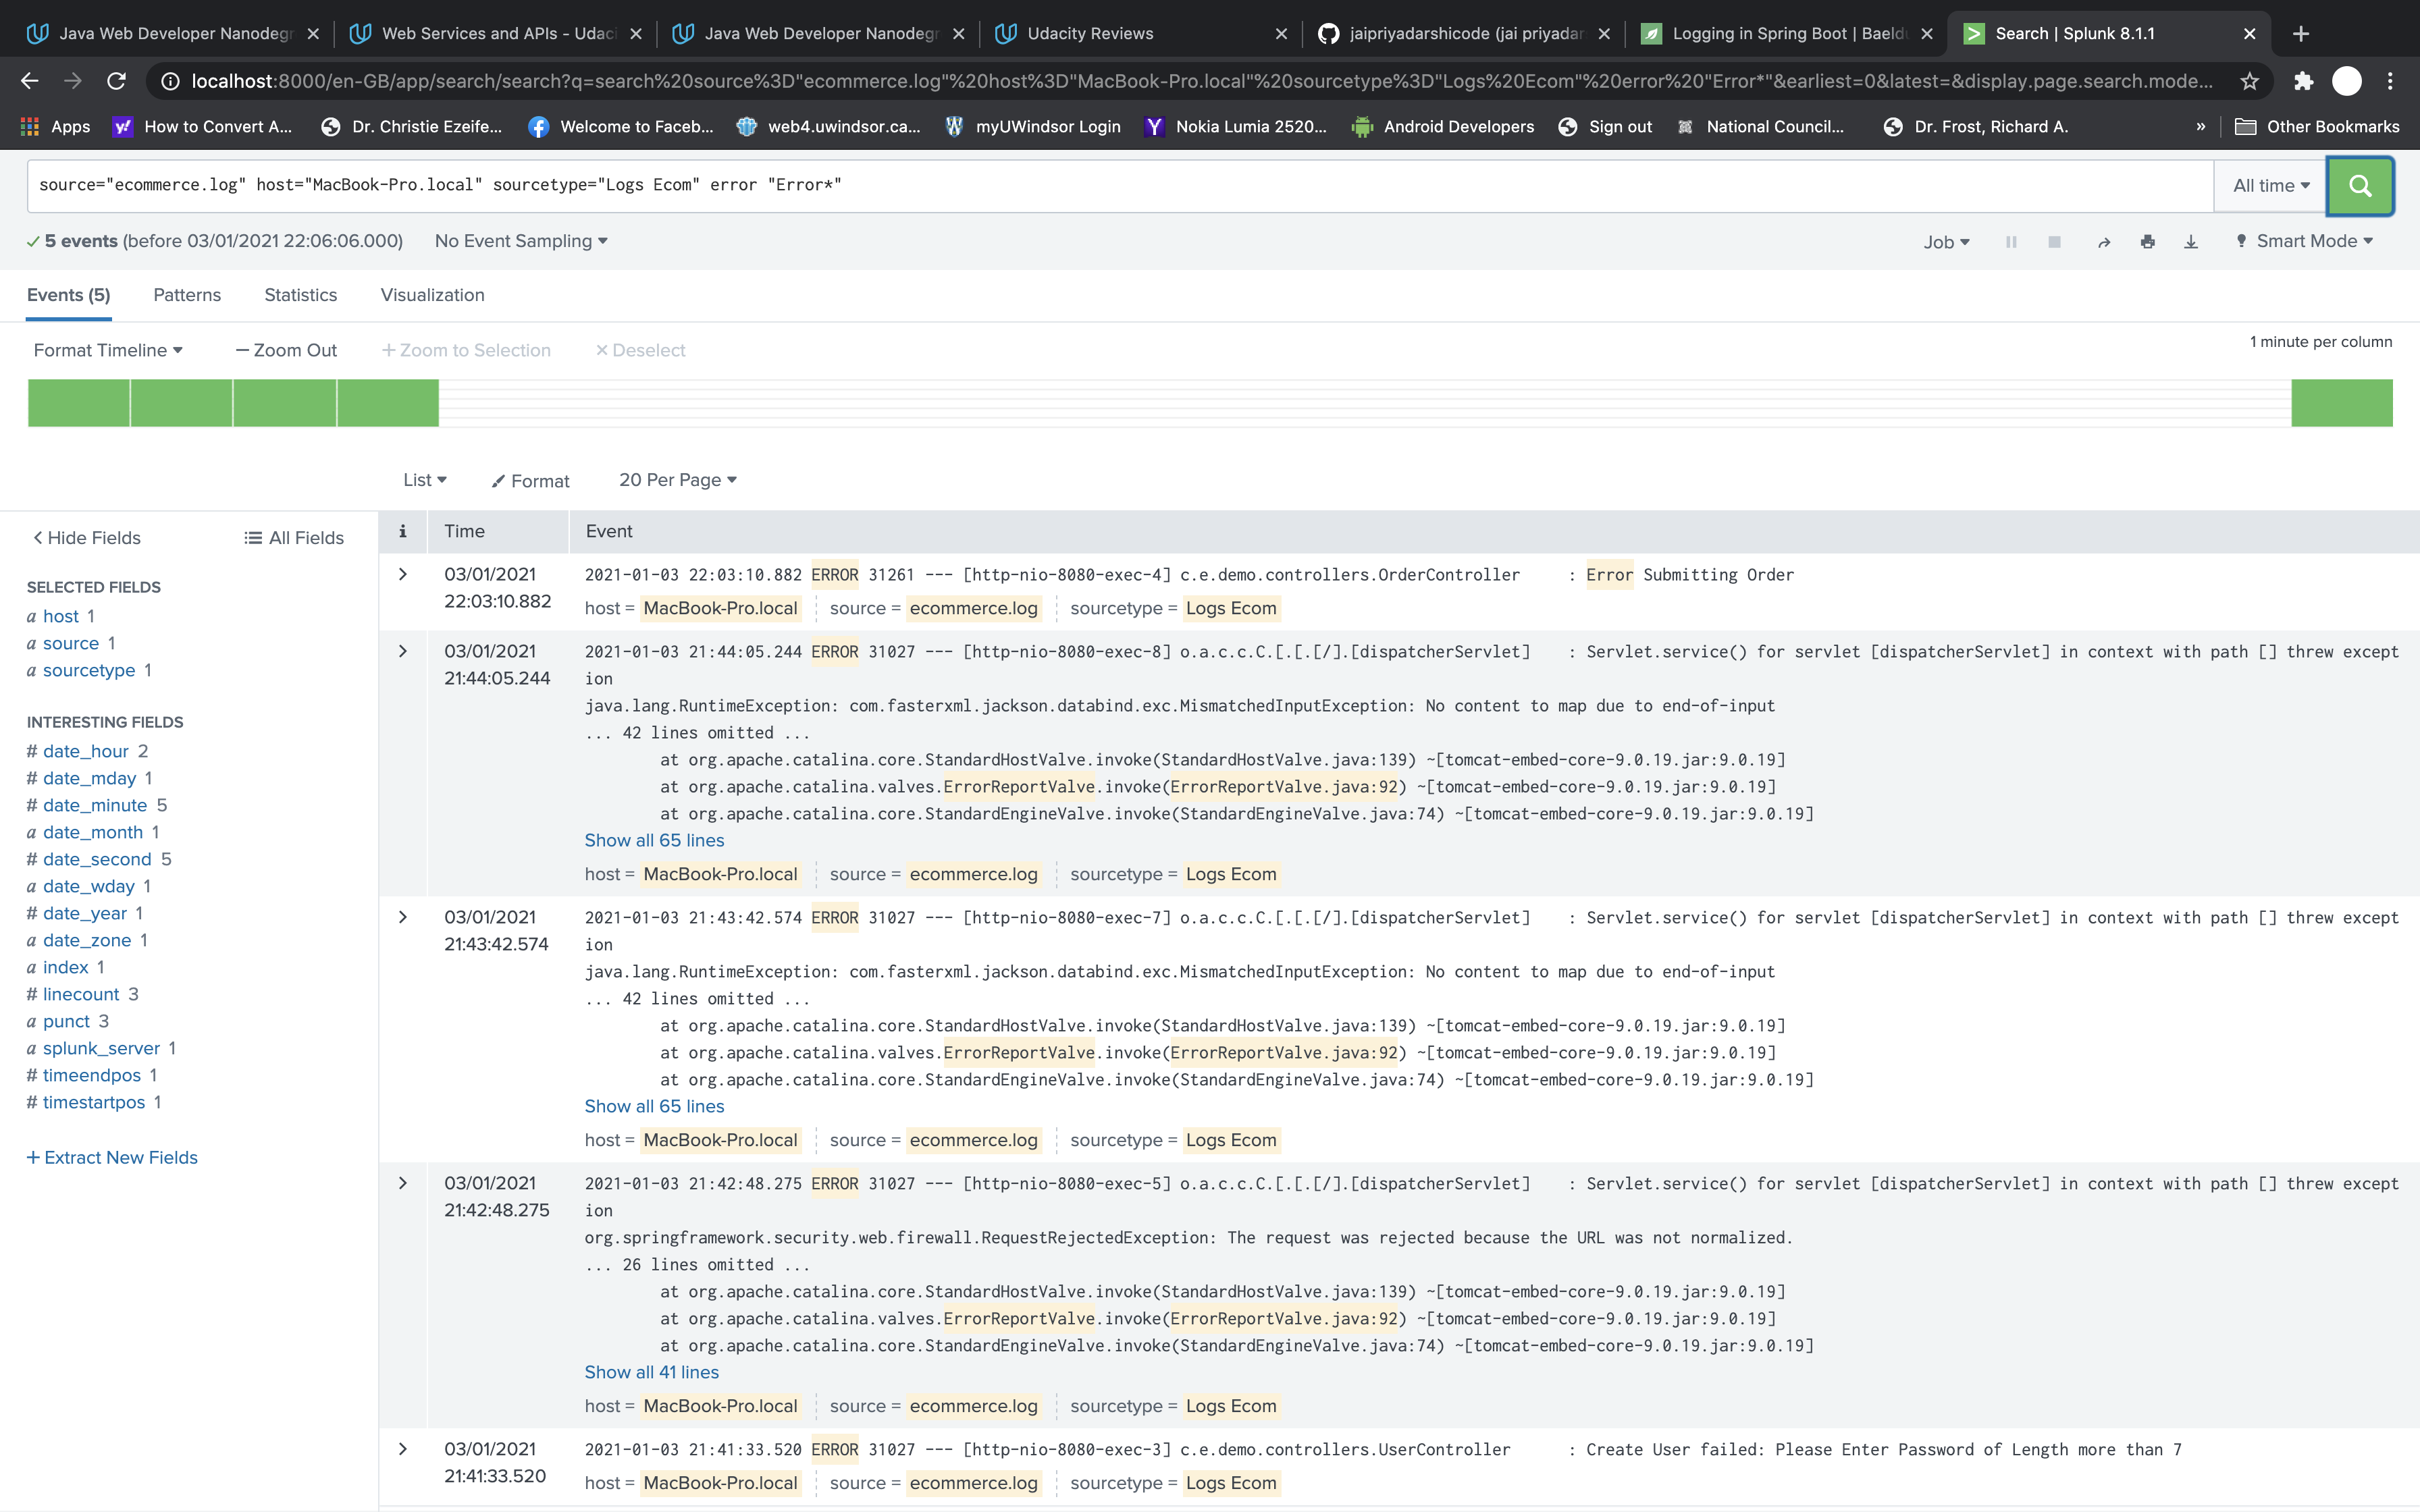 Java Web Developer Nanodegr
Web Services and APIs - Udaci
Java Web Developer Nanodegr
Udacity Reviews
jaipriyadarshicode (jai priyadar
Logging in Spring Boot | Baeldu
Search | Splunk 8.1.1
localhost:8000/en-GB/app/search/search?q=search%20source%3D"ecommerce.log"%20host%3D"MacBook-Pro.local"%20sourcetype%3D"Logs%20Ecom"%20error%20"Error*"&earliest=0&latest=&display.page.search.mode...
Apps
How to Convert A...
Dr. Christie Ezeife...
Welcome to Faceb...
web4.uwindsor.ca...
myUWindsor Login
Nokia Lumia 2520...
Android Developers
Sign out
National Council...
Dr. Frost, Richard A.
»
Other Bookmarks
source="ecommerce.log" host="MacBook-Pro.local" sourcetype="Logs Ecom" error "Error*"
All time
5 events (before 03/01/2021 22:06:06.000)
No Event Sampling
Job
Smart Mode
Events (5)
Patterns
Statistics
Visualization
Format Timeline
— Zoom Out
+ Zoom to Selection
× Deselect
1 minute per column
List
Format
20 Per Page
< Hide Fields
All Fields
SELECTED FIELDS
a host 1
a source 1
a sourcetype 1
INTERESTING FIELDS
# date_hour 2
# date_mday 1
# date_minute 5
a date_month 1
# date_second 5
a date_wday 1
# date_year 1
a date_zone 1
a index 1
# linecount 3
a punct 3
a splunk_server 1
# timeendpos 1
# timestartpos 1
+ Extract New Fields
i Time Event
03/01/2021
22:03:10.882
2021-01-03 22:03:10.882 ERROR 31261 --- [http-nio-8080-exec-4] c.e.demo.controllers.OrderController : Error Submitting Order
host = MacBook-Pro.local source = ecommerce.log sourcetype = Logs Ecom
03/01/2021
21:44:05.244
2021-01-03 21:44:05.244 ERROR 31027 --- [http-nio-8080-exec-8] o.a.c.c.C.[.[.[/].[dispatcherServlet] : Servlet.service() for servlet [dispatcherServlet] in context with path [] threw except
ion
java.lang.RuntimeException: com.fasterxml.jackson.databind.exc.MismatchedInputException: No content to map due to end-of-input
... 42 lines omitted ...
at org.apache.catalina.core.StandardHostValve.invoke(StandardHostValve.java:139) ~[tomcat-embed-core-9.0.19.jar:9.0.19]
at org.apache.catalina.valves.ErrorReportValve.invoke(ErrorReportValve.java:92) ~[tomcat-embed-core-9.0.19.jar:9.0.19]
at org.apache.catalina.core.StandardEngineValve.invoke(StandardEngineValve.java:74) ~[tomcat-embed-core-9.0.19.jar:9.0.19]
Show all 65 lines
host = MacBook-Pro.local source = ecommerce.log sourcetype = Logs Ecom
03/01/2021
21:43:42.574
2021-01-03 21:43:42.574 ERROR 31027 --- [http-nio-8080-exec-7] o.a.c.c.C.[.[.[/].[dispatcherServlet] : Servlet.service() for servlet [dispatcherServlet] in context with path [] threw except
ion
java.lang.RuntimeException: com.fasterxml.jackson.databind.exc.MismatchedInputException: No content to map due to end-of-input
... 42 lines omitted ...
at org.apache.catalina.core.StandardHostValve.invoke(StandardHostValve.java:139) ~[tomcat-embed-core-9.0.19.jar:9.0.19]
at org.apache.catalina.valves.ErrorReportValve.invoke(ErrorReportValve.java:92) ~[tomcat-embed-core-9.0.19.jar:9.0.19]
at org.apache.catalina.core.StandardEngineValve.invoke(StandardEngineValve.java:74) ~[tomcat-embed-core-9.0.19.jar:9.0.19]
Show all 65 lines
host = MacBook-Pro.local source = ecommerce.log sourcetype = Logs Ecom
03/01/2021
21:42:48.275
2021-01-03 21:42:48.275 ERROR 31027 --- [http-nio-8080-exec-5] o.a.c.c.C.[.[.[/].[dispatcherServlet] : Servlet.service() for servlet [dispatcherServlet] in context with path [] threw except
ion
org.springframework.security.web.firewall.RequestRejectedException: The request was rejected because the URL was not normalized.
... 26 lines omitted ...
at org.apache.catalina.core.StandardHostValve.invoke(StandardHostValve.java:139) ~[tomcat-embed-core-9.0.19.jar:9.0.19]
at org.apache.catalina.valves.ErrorReportValve.invoke(ErrorReportValve.java:92) ~[tomcat-embed-core-9.0.19.jar:9.0.19]
at org.apache.catalina.core.StandardEngineValve.invoke(StandardEngineValve.java:74) ~[tomcat-embed-core-9.0.19.jar:9.0.19]
Show all 41 lines
host = MacBook-Pro.local source = ecommerce.log sourcetype = Logs Ecom
03/01/2021
21:41:33.520
2021-01-03 21:41:33.520 ERROR 31027 --- [http-nio-8080-exec-3] c.e.demo.controllers.UserController : Create User failed: Please Enter Password of Length more than 7
host = MacBook-Pro.local source = ecommerce.log sourcetype = Logs Ecom